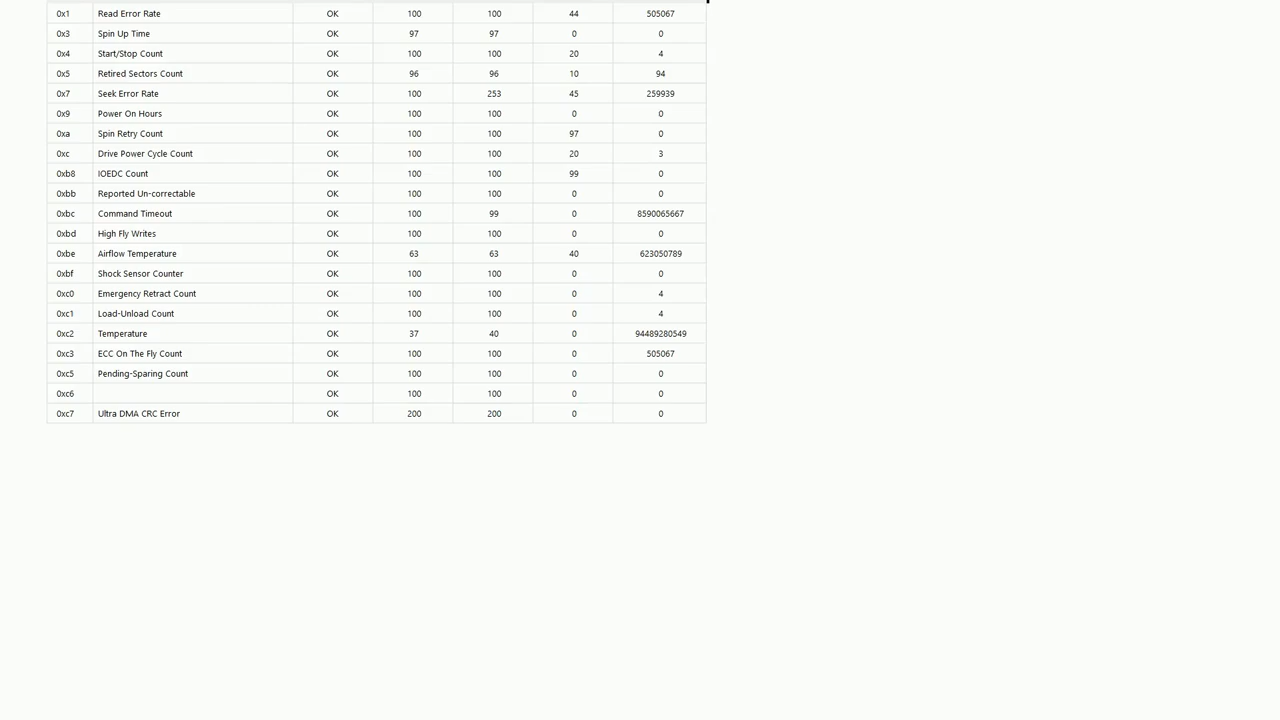 0x1 Read Error Rate OK 100 100 44 505067
0x3 Spin Up Time OK 97 97 0 0
0x4 Start/Stop Count OK 100 100 20 4
0x5 Retired Sectors Count OK 96 96 10 94
0x7 Seek Error Rate OK 100 253 45 259939
0x9 Power On Hours OK 100 100 0 0
0xa Spin Retry Count OK 100 100 97 0
0xc Drive Power Cycle Count OK 100 100 20 3
0xb8 IOEDC Count OK 100 100 99 0
0xbb Reported Un-correctable OK 100 100 0 0
0xbc Command Timeout OK 100 99 0 8590065667
0xbd High Fly Writes OK 100 100 0 0
0xbe Airflow Temperature OK 63 63 40 623050789
0xbf Shock Sensor Counter OK 100 100 0 0
0xc0 Emergency Retract Count OK 100 100 0 4
0xc1 Load-Unload Count OK 100 100 0 4
0xc2 Temperature OK 37 40 0 94489280549
0xc3 ECC On The Fly Count OK 100 100 0 505067
0xc5 Pending-Sparing Count OK 100 100 0 0
0xc6 OK 100 100 0 0
0xc7 Ultra DMA CRC Error OK 200 200 0 0